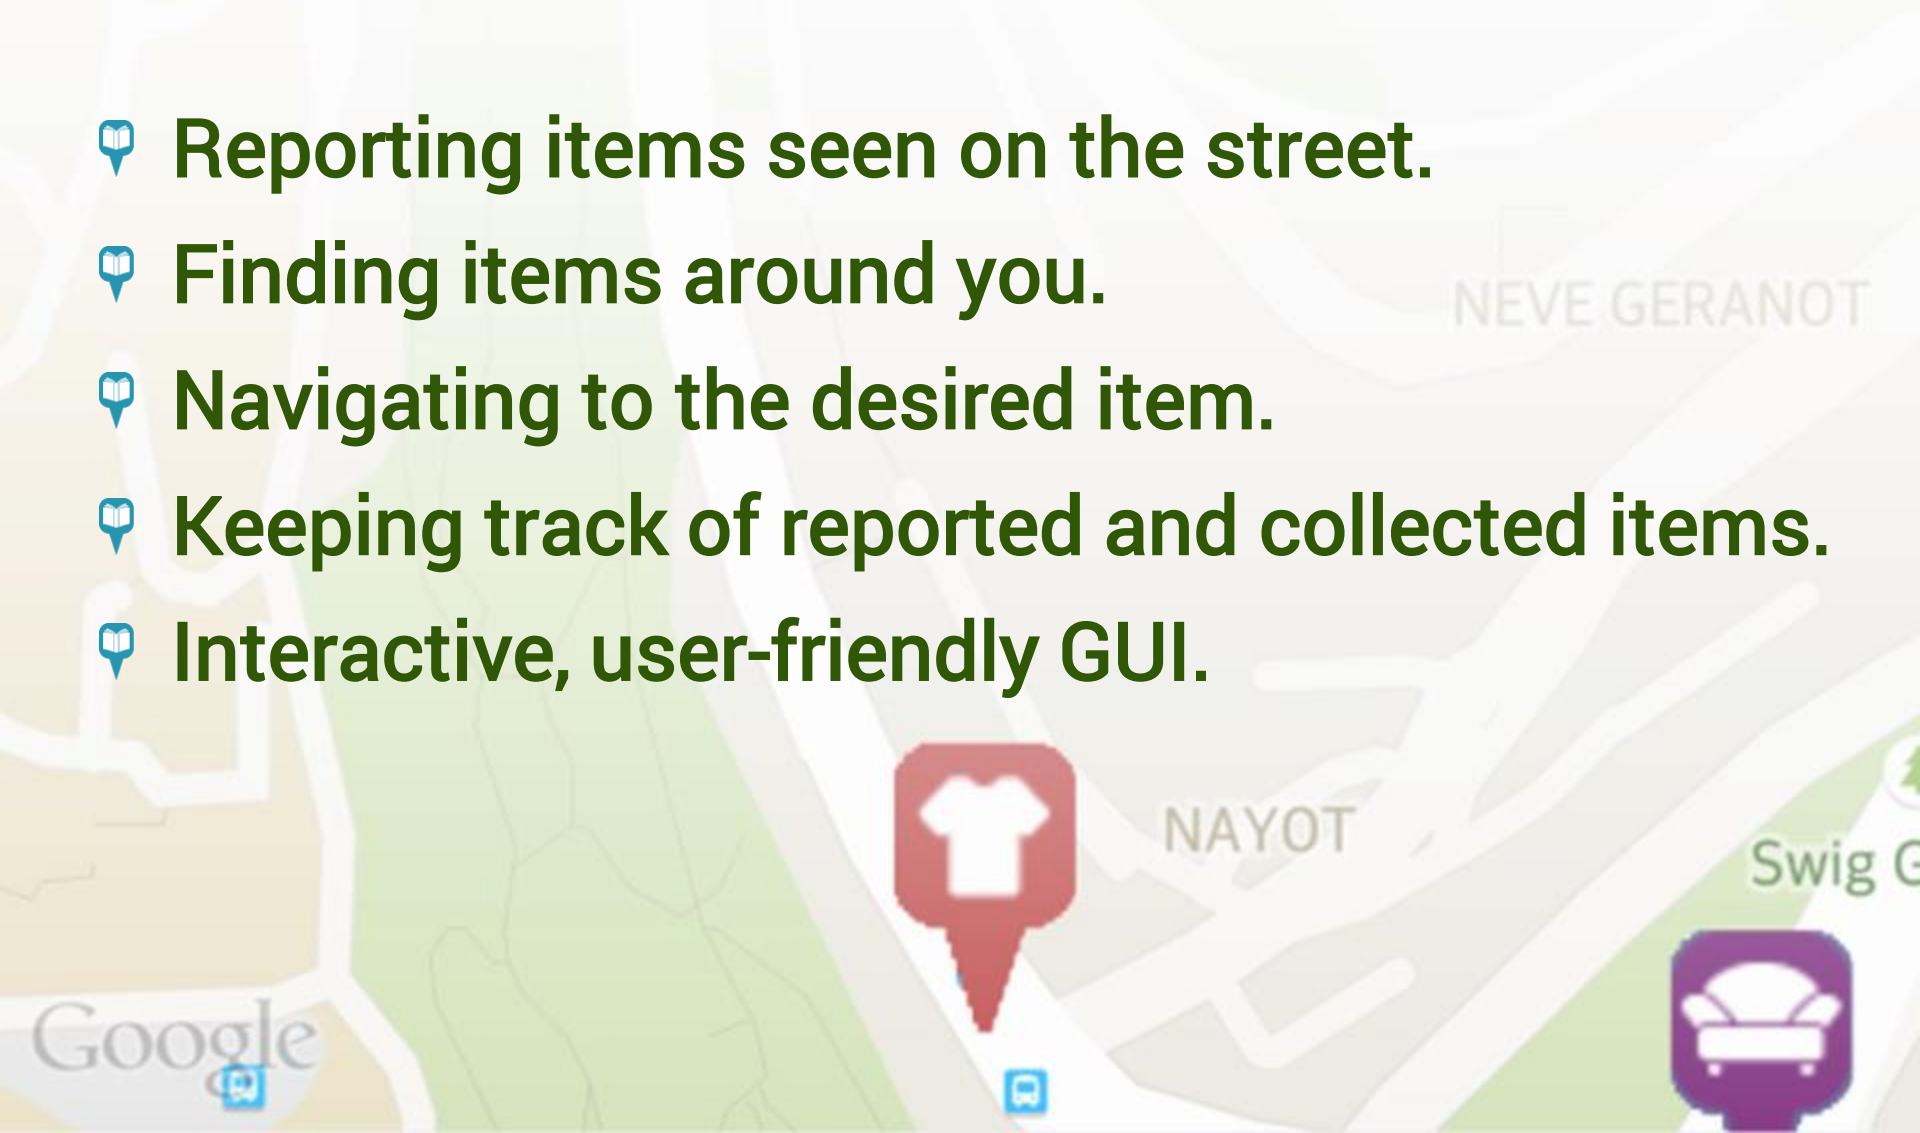 Reporting items seen on the street.
Finding items around you.
NEVE GERANOT
Navigating to the desired item.
Keeping track of reported and collected items.
Interactive, user-friendly GUI.
NAYOT
Swig G
Google